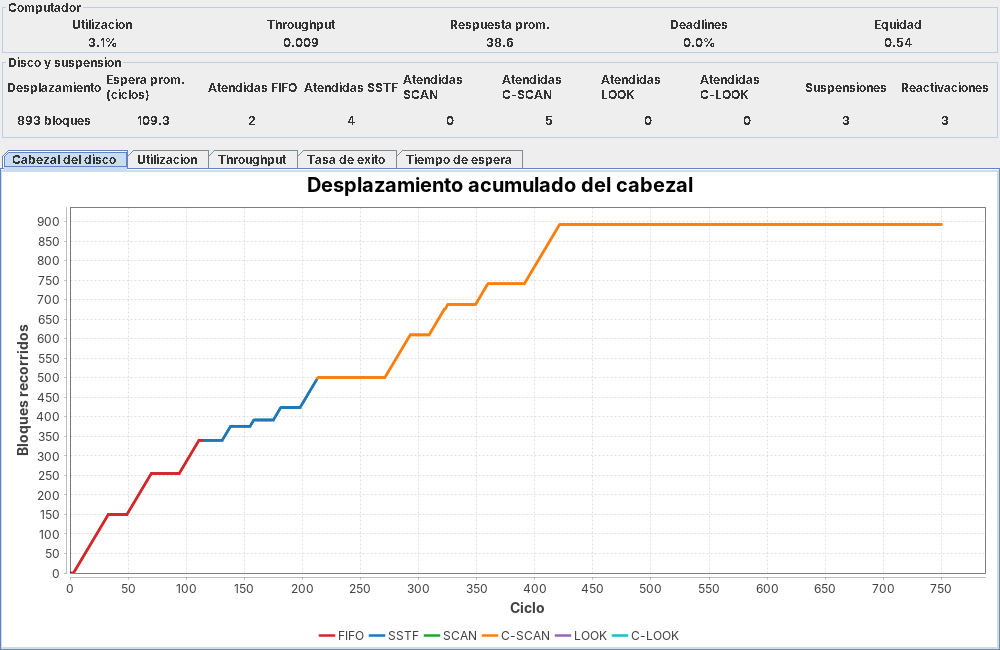 Computador
Utilizacion Throughput Respuesta prom. Deadlines Equidad
3.1% 0.009 38.6 0.0% 0.54
Disco y suspension
Desplazamiento Espera prom. (ciclos) Atendidas FIFO Atendidas SSTF Atendidas SCAN Atendidas C-SCAN Atendidas LOOK Atendidas C-LOOK Suspensiones Reactivaciones
893 bloques 109.3 2 4 0 5 0 0 3 3
Cabezal del disco Utilizacion Throughput Tasa de exito Tiempo de espera
Desplazamiento acumulado del cabezal
Bloques recorridos
900
850
800
750
700
650
600
550
500
450
400
350
300
250
200
150
100
50
0
0 50 100 150 200 250 300 350 400 450 500 550 600 650 700 750
Ciclo
FIFO SSTF SCAN C-SCAN LOOK C-LOOK